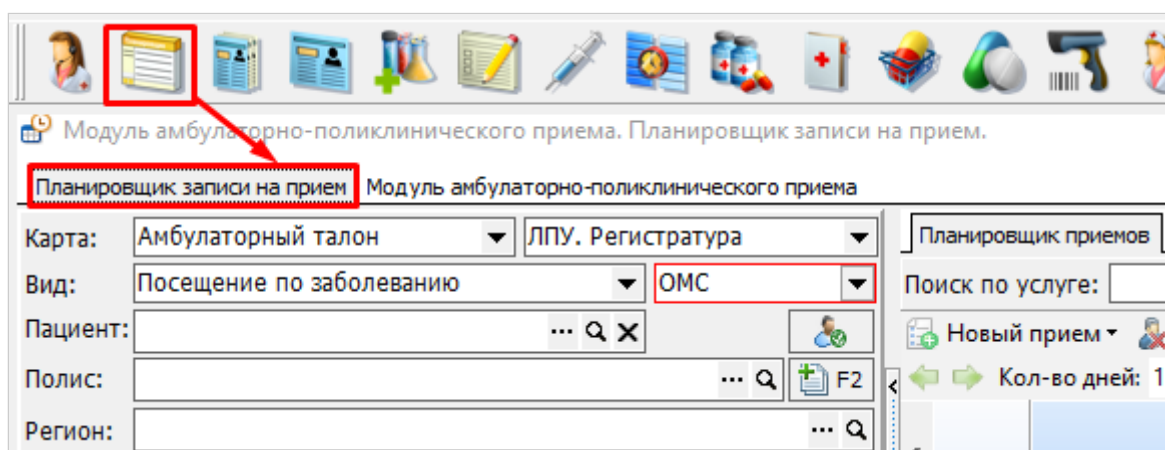 Модуль амбулаторно-поликлинического приема. Планировщик записи на прием.
Планировщик записи на прием Модуль амбулаторно-поликлинического приема
Карта: Амбулаторный талон ЛПУ. Регистратура
Вид: Посещение по заболеванию ОМС
Пациент:
Полис: F2
Регион:
Планировщик приемов
Поиск по услуге:
Новый прием
Кол-во дней: 1